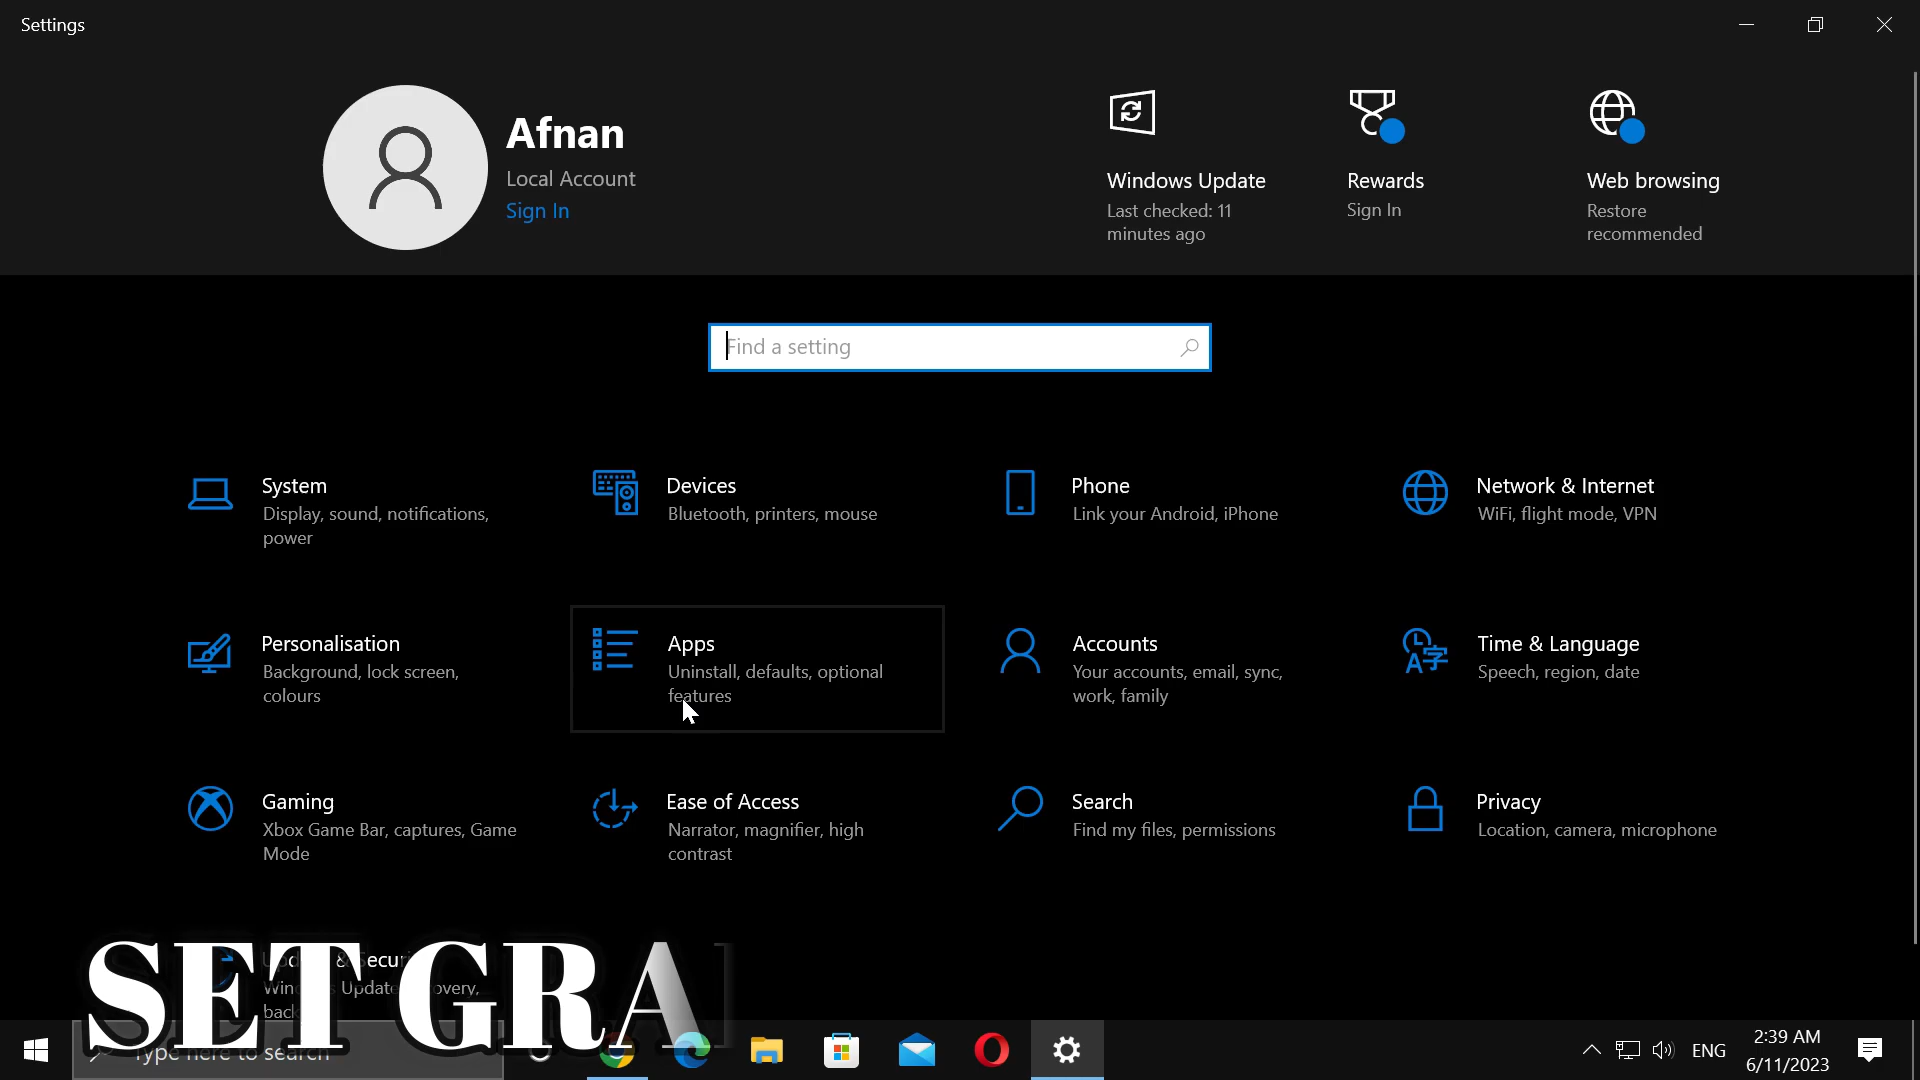 Settings
Afnan
Local Account
Sign In
Windows Update
Last checked: 11
minutes ago
Rewards
Sign In
Web browsing
Restore
recommended
Find a setting
System
Display, sound, notifications,
power
Devices
Bluetooth, printers, mouse
Phone
Link your Android, iPhone
Network & Internet
WiFi, flight mode, VPN
Personalisation
Background, lock screen,
colours
Apps
Uninstall, defaults, optional
features
Accounts
Your accounts, email, sync,
work, family
Time & Language
Speech, region, date
Gaming
Xbox Game Bar, captures, Game
Mode
Ease of Access
Narrator, magnifier, high
contrast
Search
Find my files, permissions
Privacy
Location, camera, microphone
Update
SET GRA
Type here to search
ENG
2:39 AM
6/11/2023